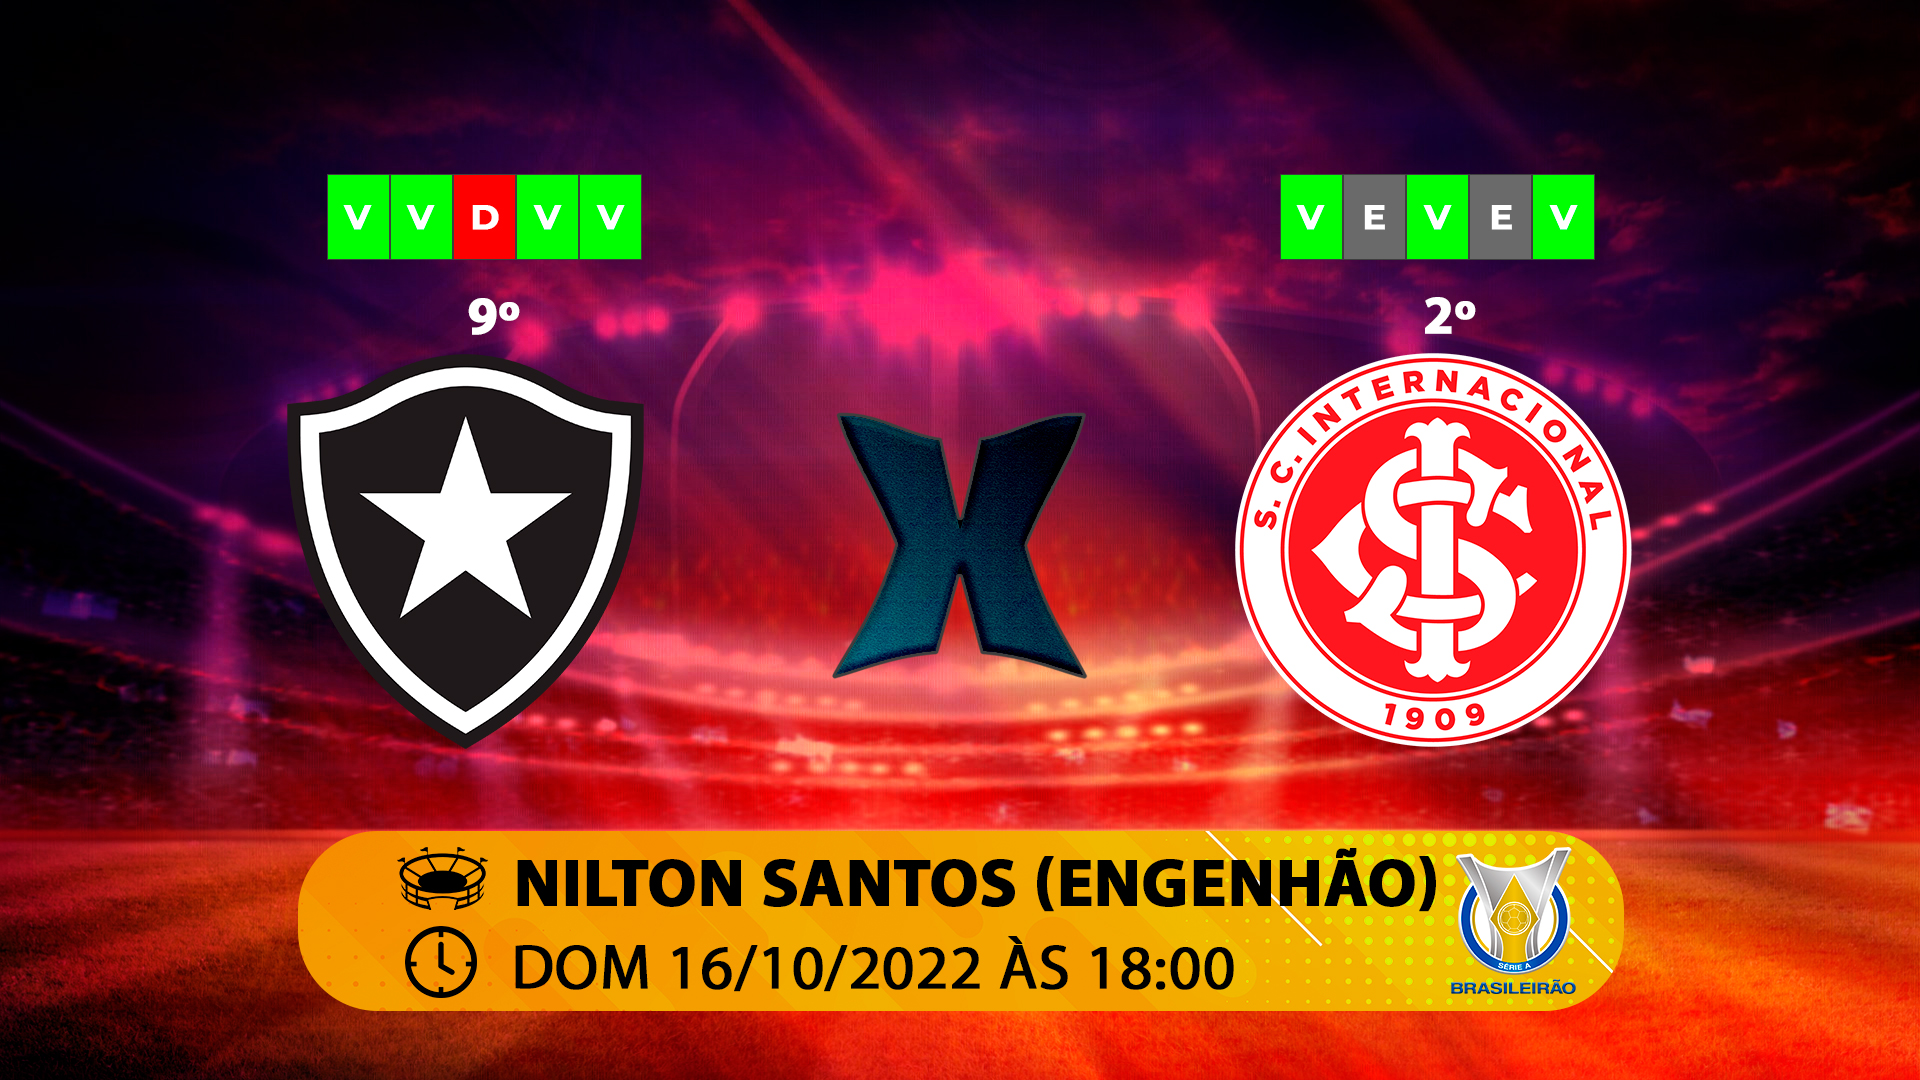 V V D V V
V E V E V
9º
2º
S. C. INTERNACIONAL
1909
NILTON SANTOS (ENGENHÃO)
DOM 16/10/2022 ÀS 18:00
SÉRIE A
BRASILEIRÃO